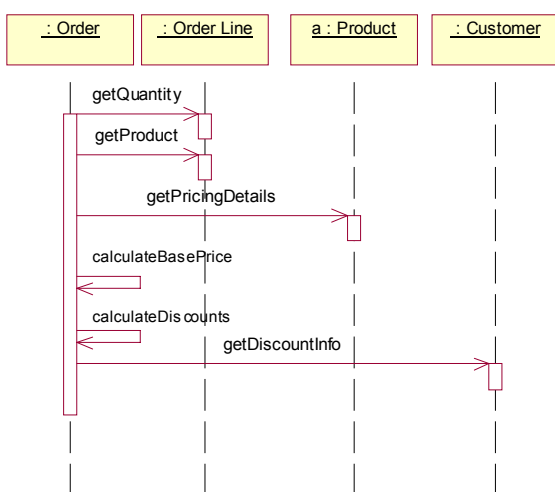 : Order
: Order Line
a : Product
: Customer
getQuantity
getProduct
getPricingDetails
calculateBasePrice
calculateDiscounts
getDiscountInfo